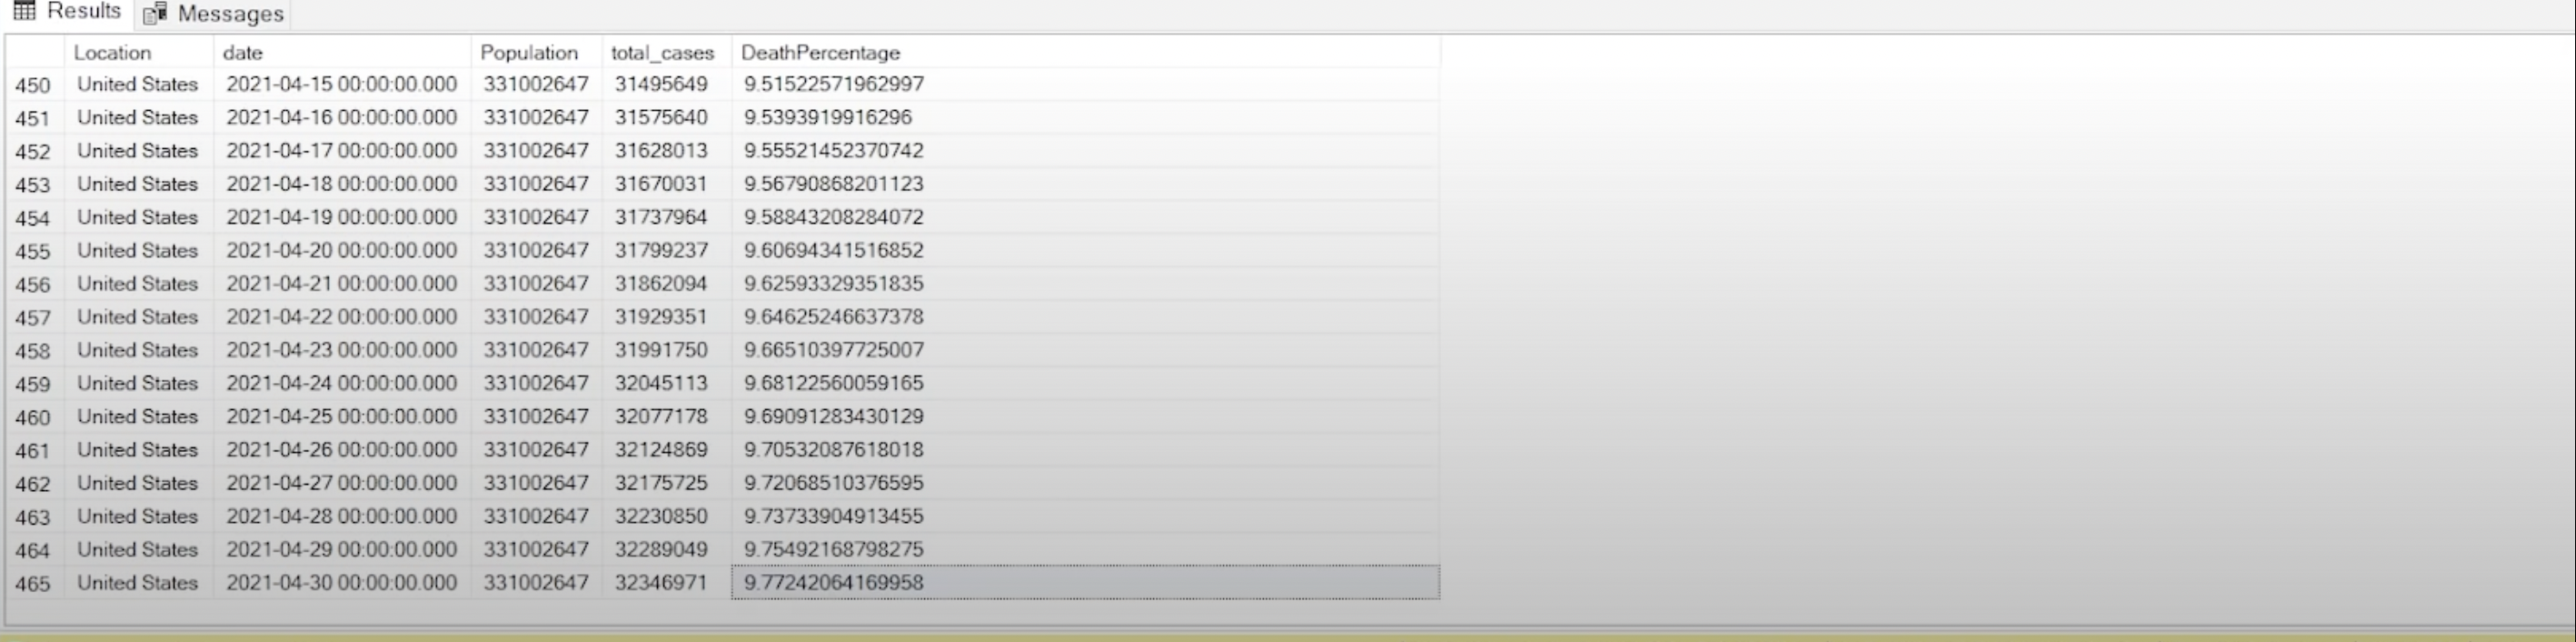 Results Messages
Location date Population total_cases DeathPercentage
450 United States 2021-04-15 00:00:00.000 331002647 31495649 9.51522571962997
451 United States 2021-04-16 00:00:00.000 331002647 31575640 9.5393919916296
452 United States 2021-04-17 00:00:00.000 331002647 31628013 9.55521452370742
453 United States 2021-04-18 00:00:00.000 331002647 31670031 9.56790868201123
454 United States 2021-04-19 00:00:00.000 331002647 31737964 9.58843208284072
455 United States 2021-04-20 00:00:00.000 331002647 31799237 9.60694341516852
456 United States 2021-04-21 00:00:00.000 331002647 31862094 9.62593329351835
457 United States 2021-04-22 00:00:00.000 331002647 31929351 9.64625246637378
458 United States 2021-04-23 00:00:00.000 331002647 31991750 9.66510397725007
459 United States 2021-04-24 00:00:00.000 331002647 32045113 9.68122560059165
460 United States 2021-04-25 00:00:00.000 331002647 32077178 9.69091283430129
461 United States 2021-04-26 00:00:00.000 331002647 32124869 9.70532087618018
462 United States 2021-04-27 00:00:00.000 331002647 32175725 9.72068510376595
463 United States 2021-04-28 00:00:00.000 331002647 32230850 9.73733904913455
464 United States 2021-04-29 00:00:00.000 331002647 32289049 9.75492168798275
465 United States 2021-04-30 00:00:00.000 331002647 32346971 9.77242064169958